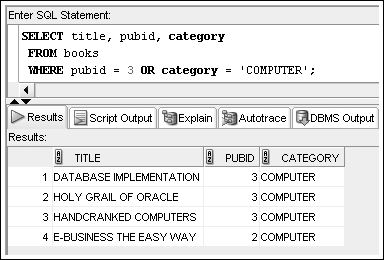 Enter SQL Statement:
SELECT title, pubid, category
FROM books
WHERE pubid = 3 OR category = 'COMPUTER';
Results Script Output Explain Autotrace DBMS Output
Results:
TITLE PUBID CATEGORY
1 DATABASE IMPLEMENTATION 3 COMPUTER
2 HOLY GRAIL OF ORACLE 3 COMPUTER
3 HANDCRANKED COMPUTERS 3 COMPUTER
4 E-BUSINESS THE EASY WAY 2 COMPUTER